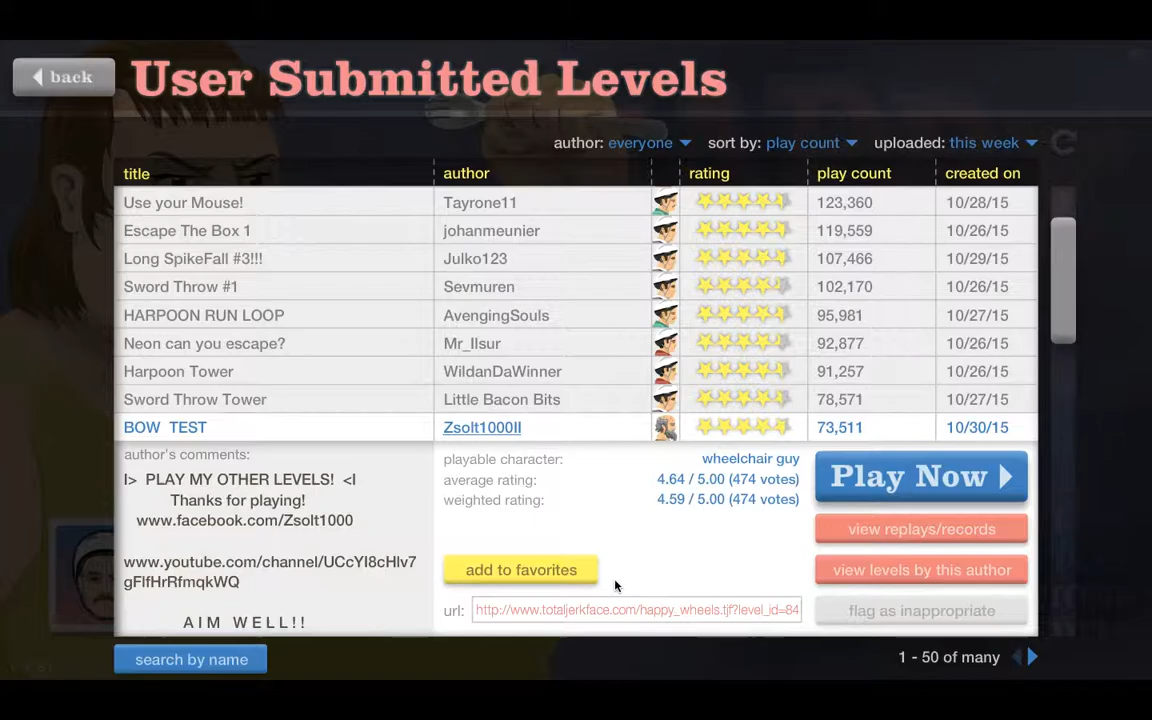 back
User Submitted Levels
author: everyone sort by: play count uploaded: this week
title author rating play count created on
Use your Mouse! Tayrone11 123,360 10/28/15
Escape The Box 1 johanmeunier 119,559 10/26/15
Long SpikeFall #3!!! Julko123 107,466 10/29/15
Sword Throw #1 Sevmuren 102,170 10/26/15
HARPOON RUN LOOP AvengingSouls 95,981 10/27/15
Neon can you escape? Mr_Ilsur 92,877 10/26/15
Harpoon Tower WildanDaWinner 91,257 10/26/15
Sword Throw Tower Little Bacon Bits 78,571 10/27/15
BOW TEST Zsolt1000II 73,511 10/30/15
author's comments:
I> PLAY MY OTHER LEVELS! <I
Thanks for playing!
www.facebook.com/Zsolt1000
www.youtube.com/channel/UCcYI8cHlv7
gFlfHrRfmqkWQ
A I M W E L L ! !
playable character: wheelchair guy
average rating: 4.64 / 5.00 (474 votes)
weighted rating: 4.59 / 5.00 (474 votes)
add to favorites
url: http://www.totaljerkface.com/happy_wheels.tjf?level_id=84
Play Now
view replays/records
view levels by this author
flag as inappropriate
search by name
1 - 50 of many